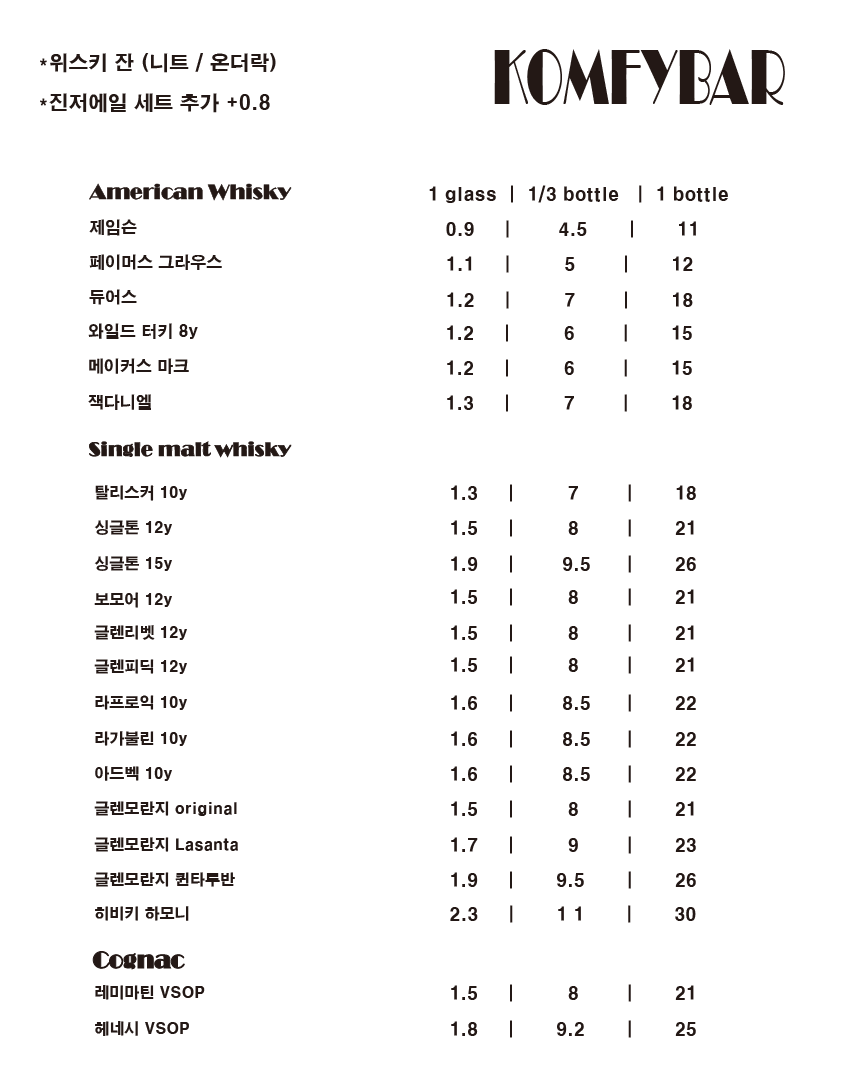 *위스키 잔 (니트 / 온더락)
KOMFYBAR
*진저에일 세트 추가 +0.8
American Whisky 1 glass | 1/3 bottle | 1 bottle
제임슨 0.9 | 4.5 | 11
페이머스 그라우스 1.1 | 5 | 12
듀어스 1.2 | 7 | 18
와일드 터키 8y 1.2 | 6 | 15
메이커스 마크 1.2 | 6 | 15
잭다니엘 1.3 | 7 | 18
Single malt whisky
탈리스커 10y 1.3 | 7 | 18
싱글톤 12y 1.5 | 8 | 21
싱글톤 15y 1.9 | 9.5 | 26
보모어 12y 1.5 | 8 | 21
글렌리벳 12y 1.5 | 8 | 21
글렌피딕 12y 1.5 | 8 | 21
라프로익 10y 1.6 | 8.5 | 22
라가불린 10y 1.6 | 8.5 | 22
아드벡 10y 1.6 | 8.5 | 22
글렌모란지 original 1.5 | 8 | 21
글렌모란지 Lasanta 1.7 | 9 | 23
글렌모란지 퀸타루반 1.9 | 9.5 | 26
히비키 하모니 2.3 | 1 1 | 30
Cognac
레미마틴 VSOP 1.5 | 8 | 21
헤네시 VSOP 1.8 | 9.2 | 25